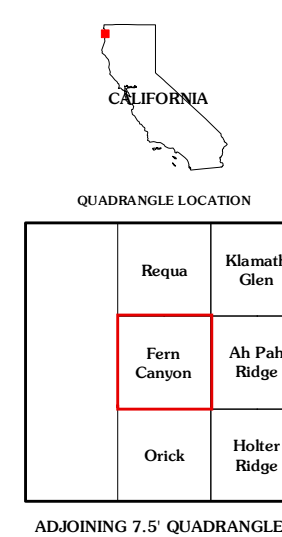 CALIFORNIA
QUADRANGLE LOCATION
Requa
Klamath
Glen
Fern
Canyon
Ah Pah
Ridge
Orick
Holter
Ridge
ADJOINING 7.5' QUADRANGLE